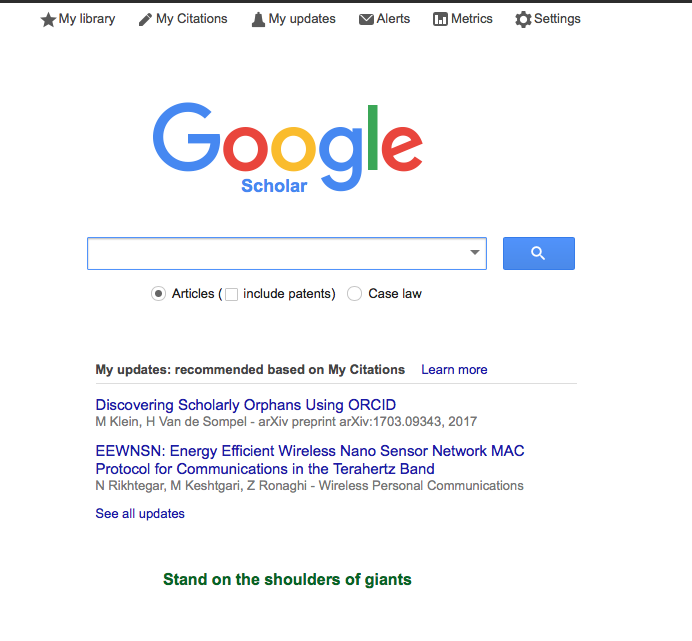 My library My Citations My updates Alerts Metrics Settings
Google
Scholar
Articles ( include patents) Case law
My updates: recommended based on My Citations Learn more
Discovering Scholarly Orphans Using ORCID
M Klein, H Van de Sompel - arXiv preprint arXiv:1703.09343, 2017
EEWNSN: Energy Efficient Wireless Nano Sensor Network MAC
Protocol for Communications in the Terahertz Band
N Rikhtegar, M Keshtgari, Z Ronaghi - Wireless Personal Communications
See all updates
Stand on the shoulders of giants